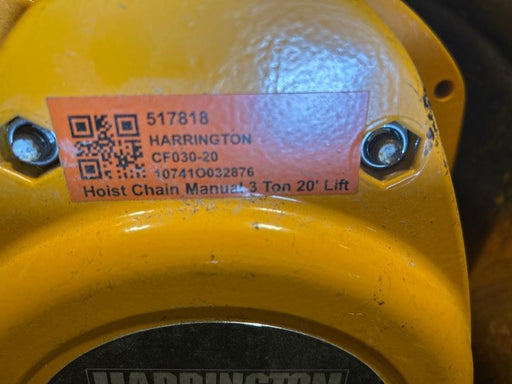 517818
HARRINGTON
CF030-20
10741O032876
Hoist Chain Manual 3 Ton 20' Lift
HARRINGTON